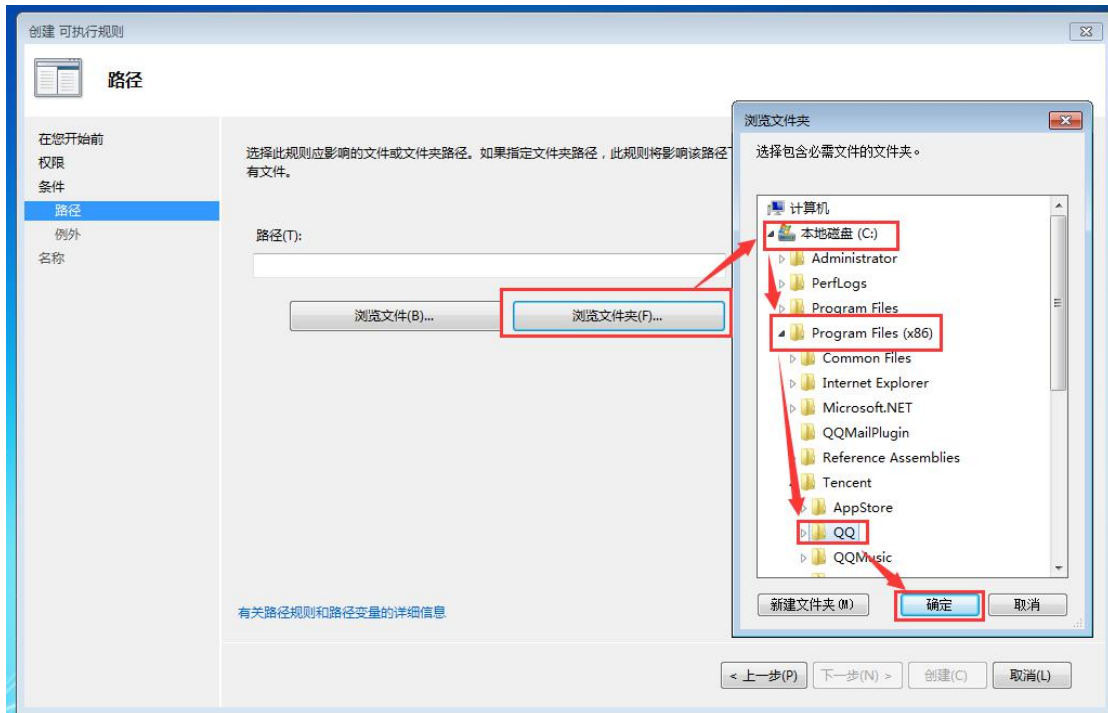 创建 可执行规则
路径
在您开始前
权限
条件
路径
例外
名称
选择此规则应影响的文件或文件夹路径。如果指定文件夹路径，此规则将影响该路径下
有文件。
路径(T):
浏览文件(B)...
浏览文件夹(F)...
有关路径规则和路径变量的详细信息
浏览文件夹
选择包含必需文件的文件夹。
计算机
本地磁盘 (C:)
Administrator
PerfLogs
Program Files
Program Files (x86)
Common Files
Internet Explorer
Microsoft.NET
QQMailPlugin
Reference Assemblies
Tencent
AppStore
QQ
QQMusic
新建文件夹(M)
确定
取消
< 上一步(P)
下一步(N) >
创建(C)
取消(L)